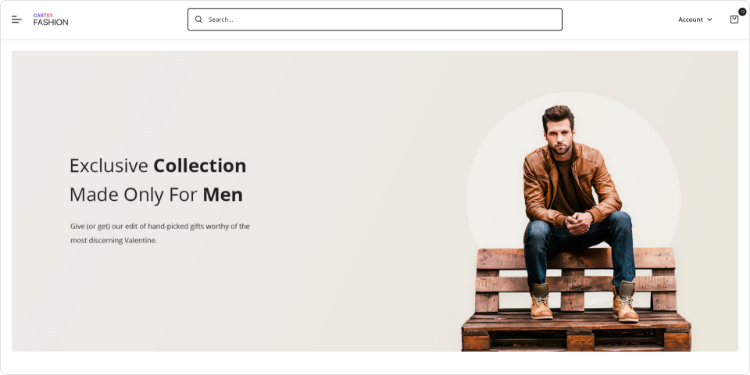 CARTSY.
FASHION
Search...
Account
Exclusive Collection
Made Only For Men
Give (or get) our edit of hand-picked gifts worthy of the
most discerning Valentine.